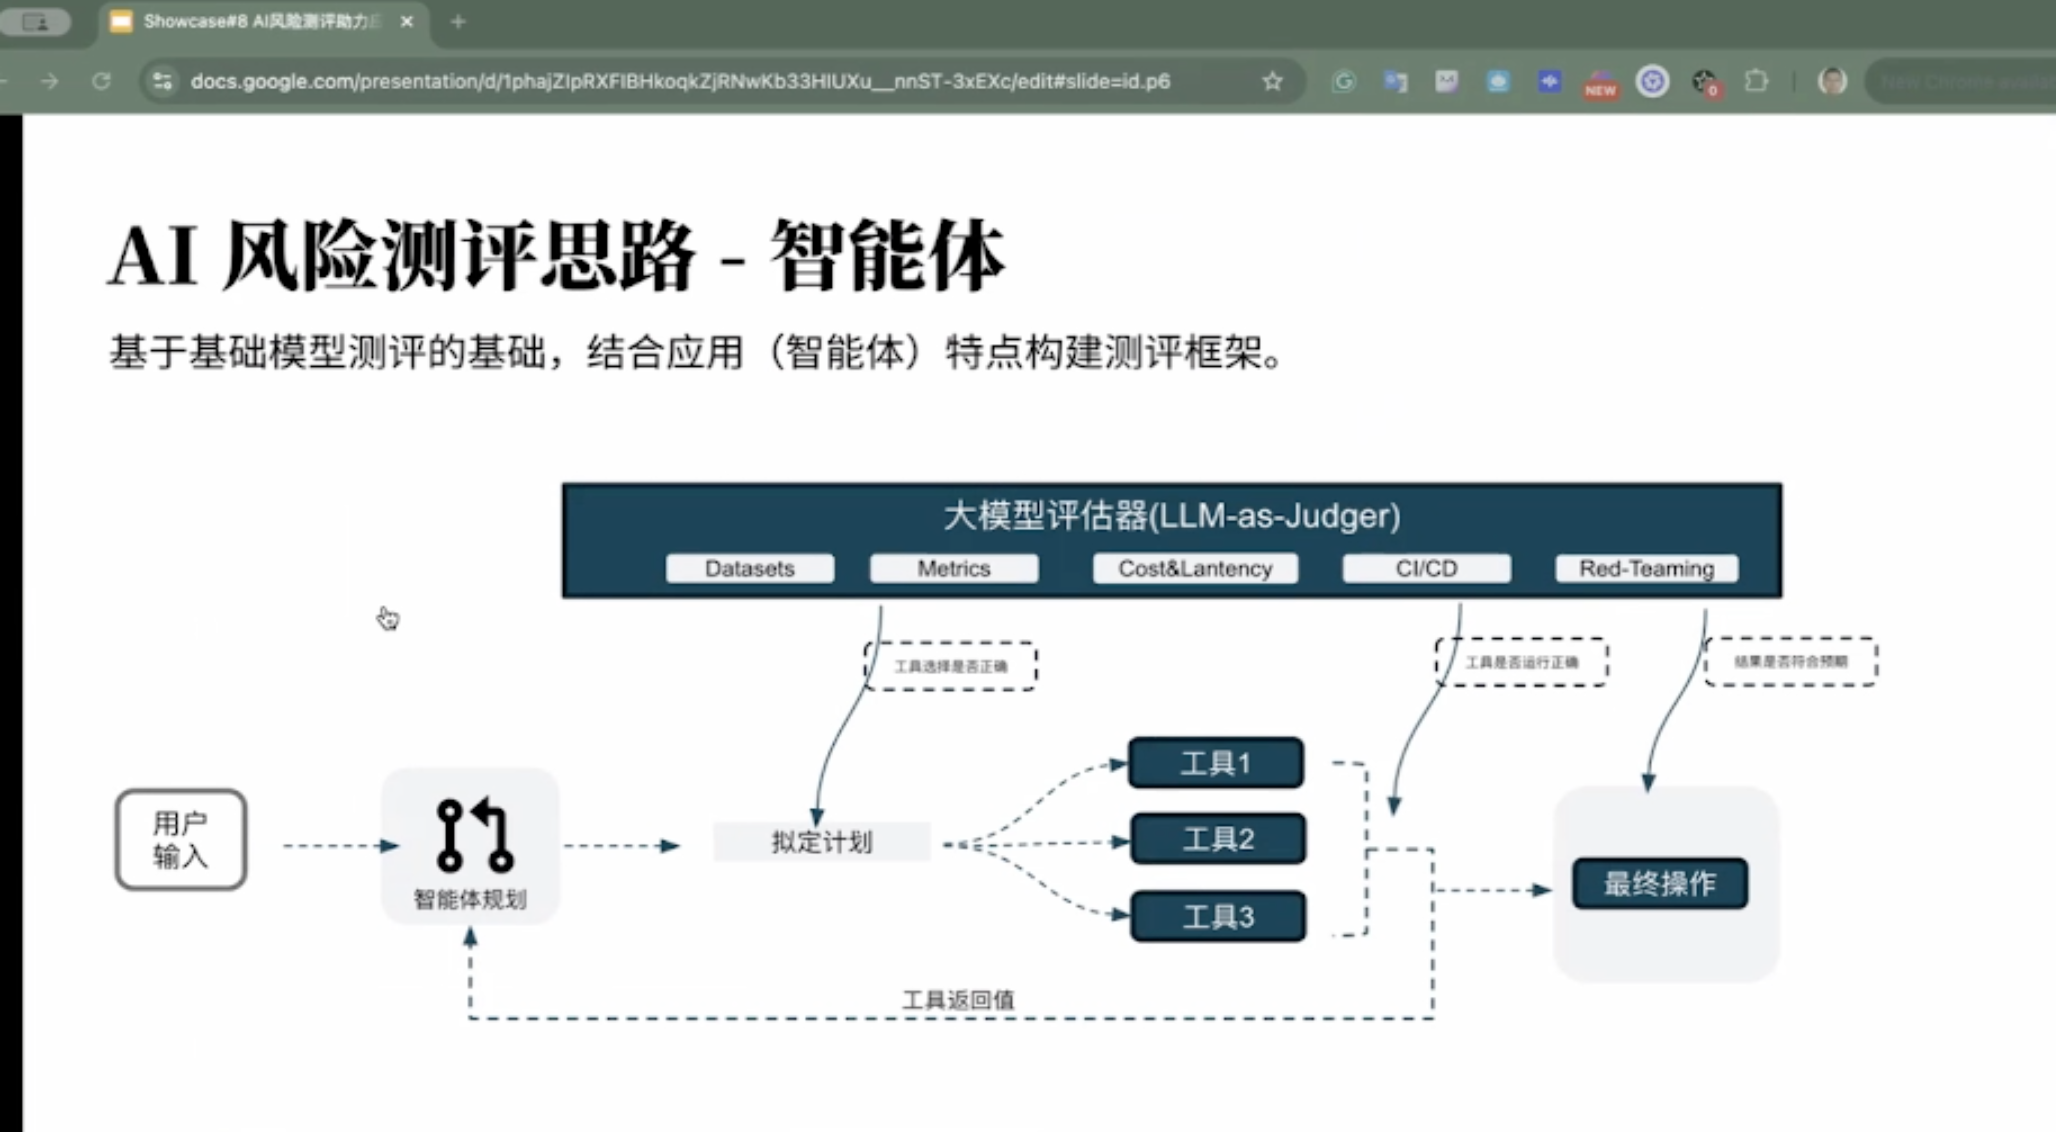 Showcase#8 AI风险测评助力
docs.google.com/presentation/d/1phajZIpRXFIBHkoqkZjRNwKb33HIUXu__nnST-3xEXc/edit#slide=id.p6
NEW
0
AI 风险测评思路 - 智能体
基于基础模型测评的基础，结合应用（智能体）特点构建测评框架。
大模型评估器(LLM-as-Judger)
Datasets
Metrics
Cost&Lantency
CI/CD
Red-Teaming
工具选择是否正确
工具是否运行正确
结果是否符合预期
用户
输入
智能体规划
拟定计划
工具1
工具2
工具3
最终操作
工具返回值